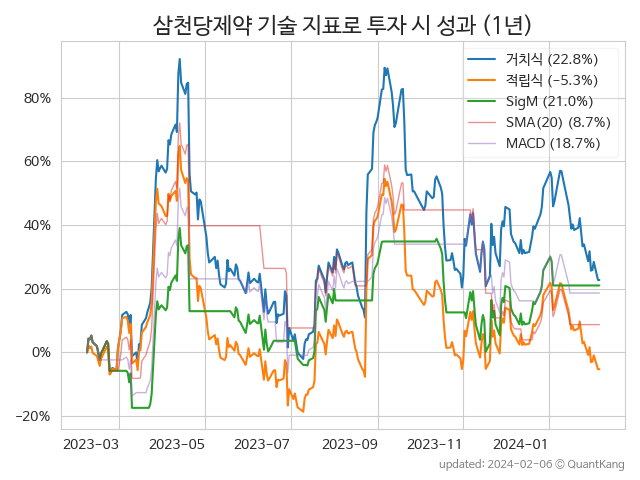 삼천당제약 기술 지표로 투자 시 성과 (1년)
거치식 (22.8%)
적립식 (−5.3%)
SigM (21.0%)
SMA(20) (8.7%)
MACD (18.7%)
80%
60%
40%
20%
0%
−20%
2023-03 2023-05 2023-07 2023-09 2023-11 2024-01
updated: 2024-02-06 © QuantKang